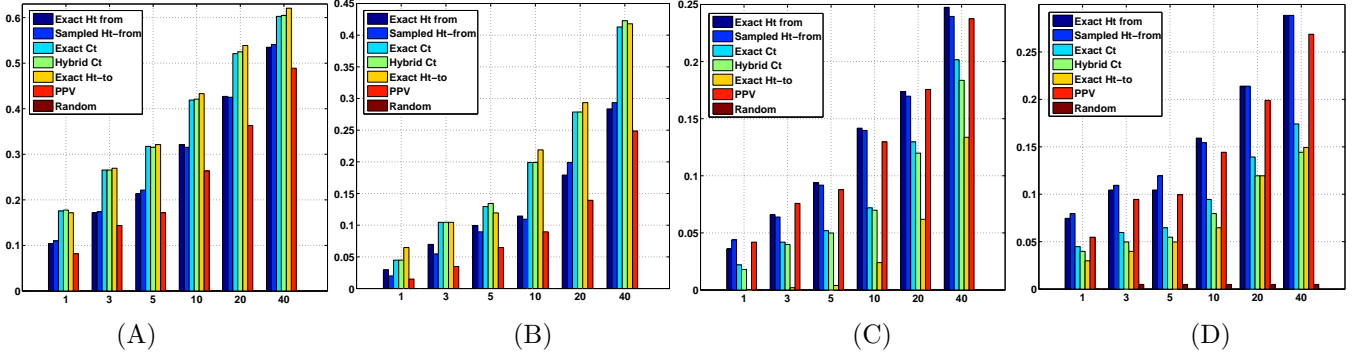 0.6
0.5
0.4
0.3
0.2
0.1
0
Exact Ht from
Sampled Ht-from
Exact Ct
Hybrid Ct
Exact Ht-to
PPV
Random
1 3 5 10 20 40
(A)
0.45
0.4
0.35
0.3
0.25
0.2
0.15
0.1
0.05
0
Exact Ht from
Sampled Ht-from
Exact Ct
Hybrid Ct
Exact Ht-to
PPV
Random
1 3 5 10 20 40
(B)
0.25
0.2
0.15
0.1
0.05
0
Exact Ht from
Sampled Ht-from
Exact Ct
Hybrid Ct
Exact Ht-to
PPV
Random
1 3 5 10 20 40
(C)
0.25
0.2
0.15
0.1
0.05
0
Exact Ht from
Sampled Ht-from
Exact Ct
Hybrid Ct
Exact Ht-to
PPV
Random
1 3 5 10 20 40
(D)